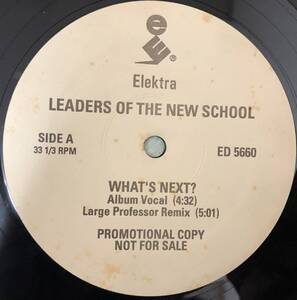 Elektra
LEADERS OF THE NEW SCHOOL
SIDE A
33 1/3 RPM
ED 5660
WHAT'S NEXT?
Album Vocal (4:32)
Large Professor Remix (5:01)
PROMOTIONAL COPY
NOT FOR SALE